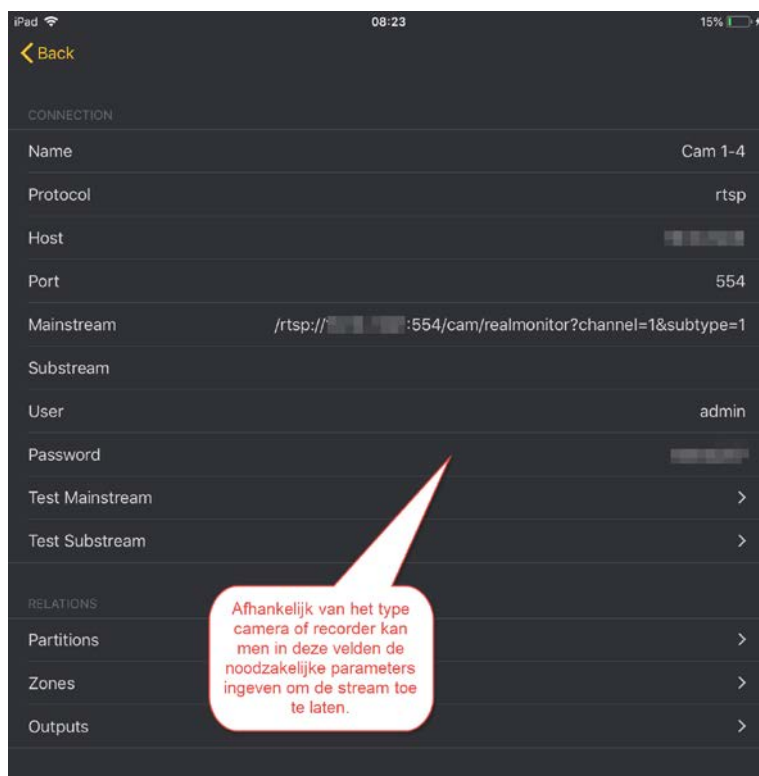 iPad 08:23 15%
Back
CONNECTION
Name Cam 1-4
Protocol rtsp
Host
Port 554
Mainstream /rtsp:// :554/cam/realmonitor?channel=1&subtype=1
Substream
User admin
Password
Test Mainstream
Test Substream
RELATIONS
Partitions
Zones
Outputs
Afhankelijk van het type
camera of recorder kan
men in deze velden de
noodzakelijke parameters
ingeven om de stream toe
te laten.